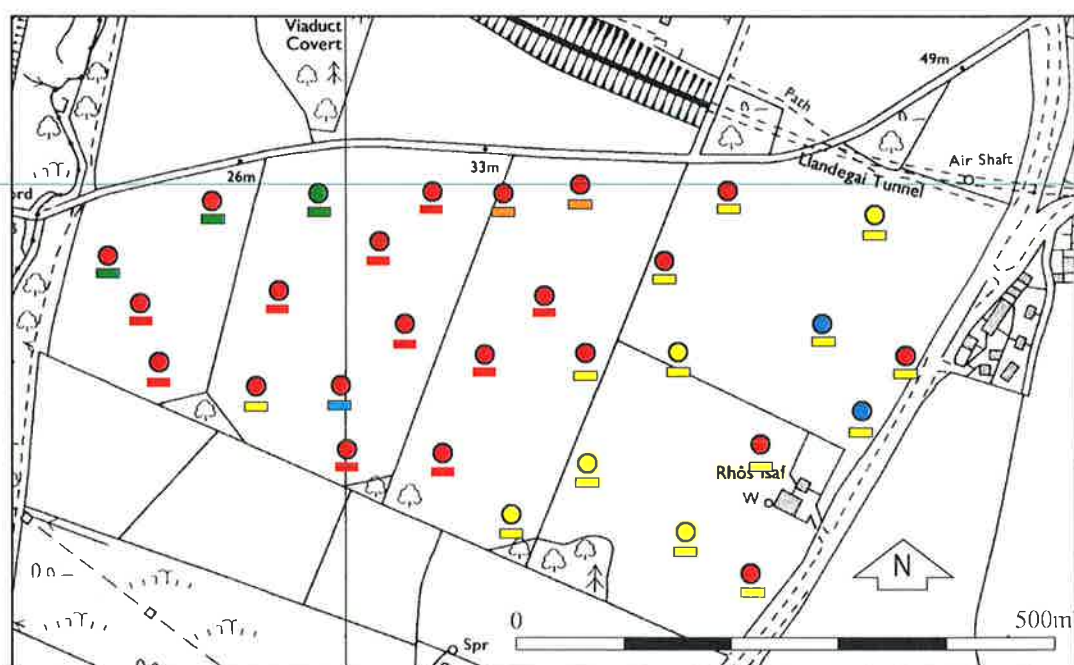 Viaduct
Covert
49m
Path
33m
26m
Llandegai Tunnel
Air Shaft
ord
Rhôs Isaf
W
N
0
500m
Spr